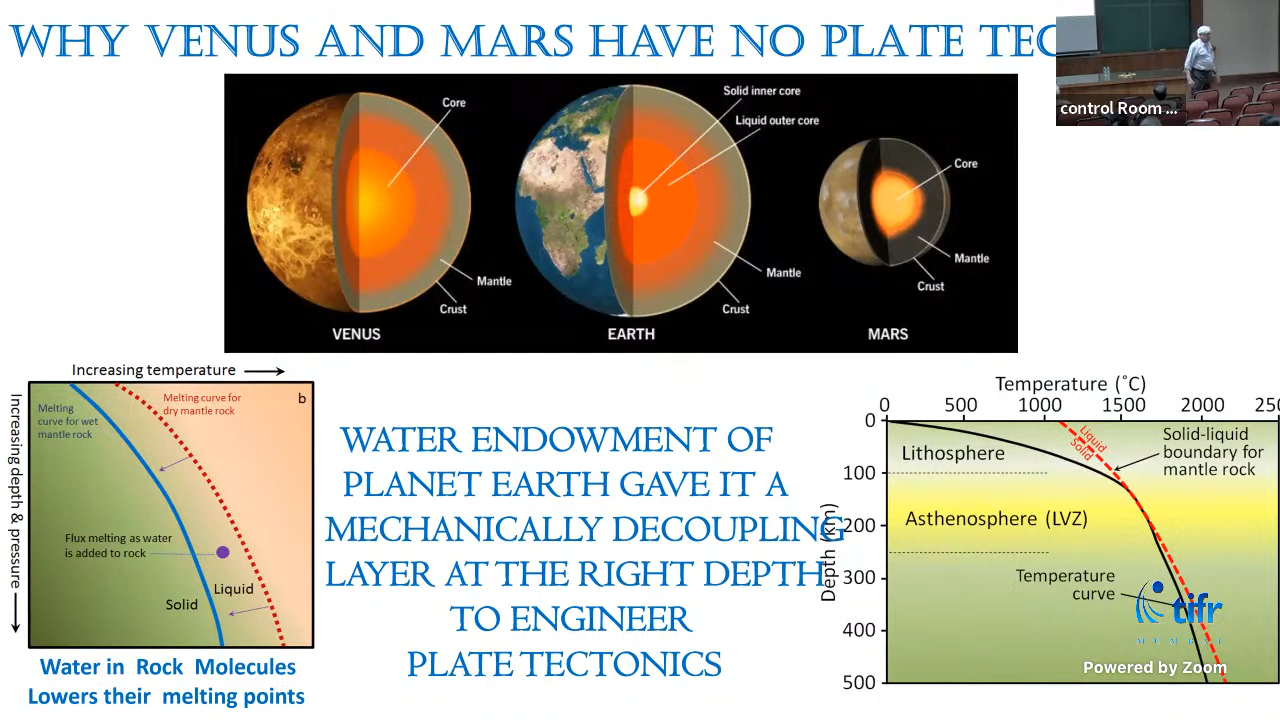 WHY VENUS AND MARS HAVE NO PLATE TEC
control Room ...
Core
Solid inner core
Liquid outer core
Core
Mantle
Crust
Mantle
Crust
Mantle
Crust
VENUS
EARTH
MARS
Increasing temperature
Increasing depth & pressure
b
Melting curve for
dry mantle rock
Melting
curve for wet
mantle rock
Flux melting as water
is added to rock
Liquid
Solid
Water in Rock Molecules
Lowers their melting points
WATER ENDOWMENT OF
PLANET EARTH GAVE IT A
MECHANICALLY DECOUPLING
LAYER AT THE RIGHT DEPTH
TO ENGINEER
PLATE TECTONICS
Temperature (˚C)
0 500 1000 1500 2000 250
Depth (km)
0
100
200
300
400
500
Lithosphere
Liquid
Solid
Solid-liquid
boundary for
mantle rock
Asthenosphere (LVZ)
Temperature
curve
tifr
MUMBAI
Powered by Zoom